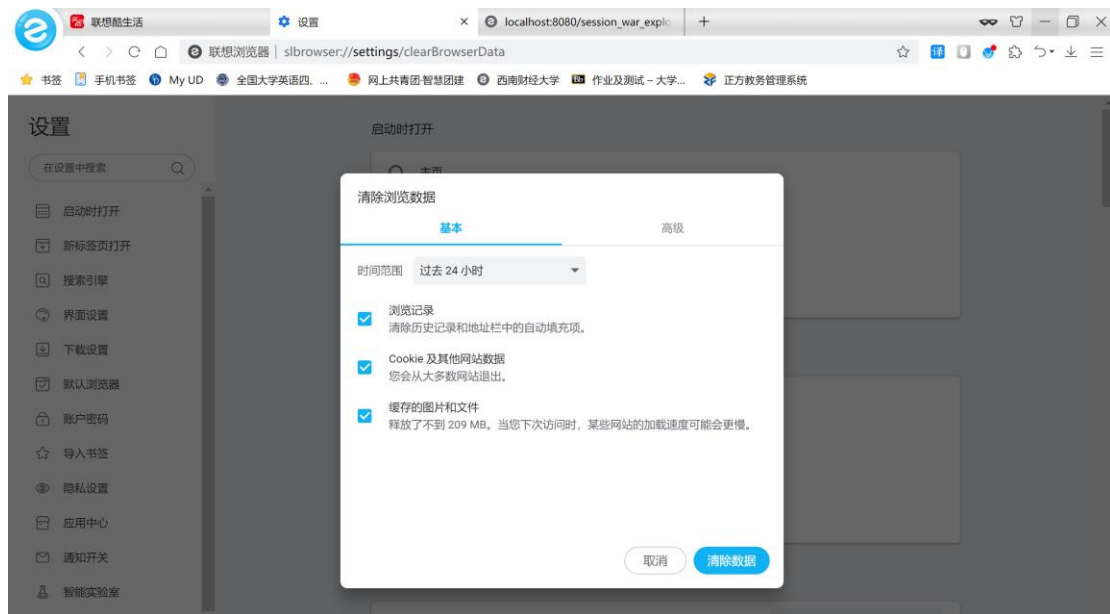 联想酷生活
设置
localhost:8080/session_war_explo
联想浏览器 | slbrowser://settings/clearBrowserData
译
书签 手机书签 My UD 全国大学英语四、... 网上共青团·智慧团建 西南财经大学 作业及测试 – 大学... 正方教务管理系统
设置
启动时打开
在设置中搜索
主页
启动时打开
新标签页打开
搜索引擎
界面设置
下载设置
默认浏览器
账户密码
导入书签
隐私设置
应用中心
通知开关
智能实验室
清除浏览数据
基本 高级
时间范围 过去 24 小时
浏览记录
清除历史记录和地址栏中的自动填充项。
Cookie 及其他网站数据
您会从大多数网站退出。
缓存的图片和文件
释放了不到 209 MB。当您下次访问时，某些网站的加载速度可能会更慢。
取消 清除数据